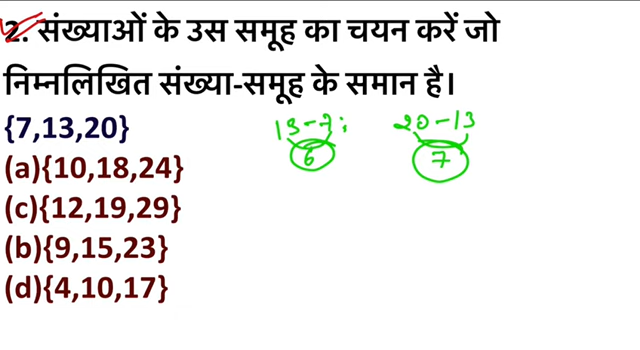 2. संख्याओं के उस समूह का चयन करें जो
निम्नलिखित संख्या-समूह के समान है।
{7,13,20}
13-7;
20-13
6
7
(a){10,18,24}
(c){12,19,29}
(b){9,15,23}
(d){4,10,17}